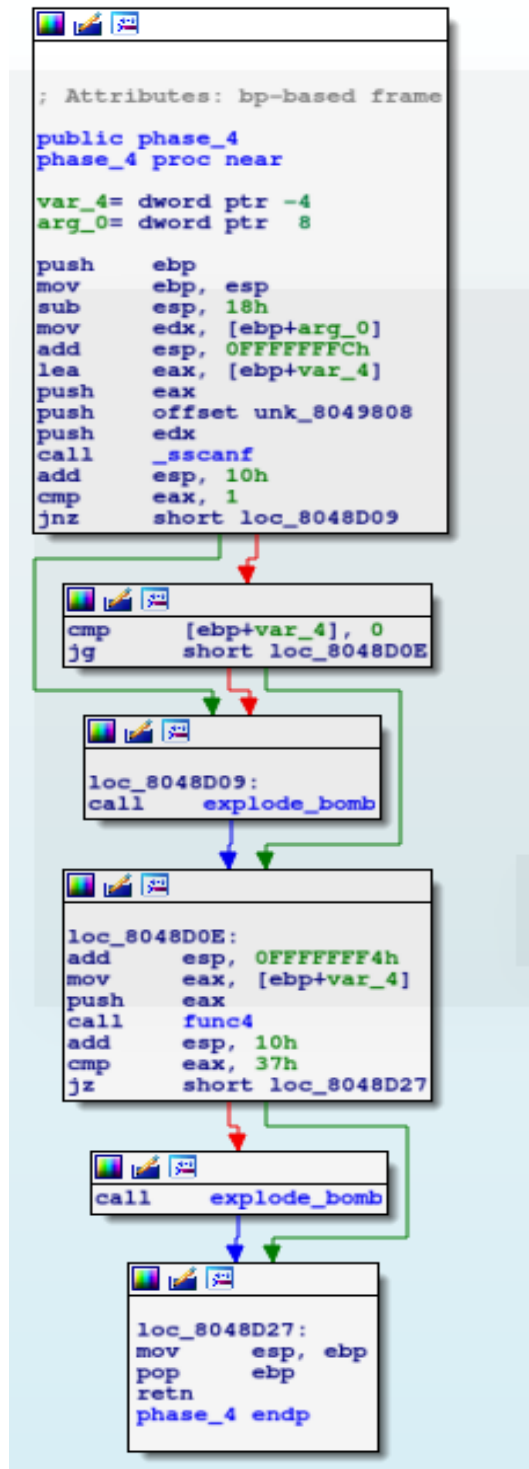 ; Attributes: bp-based frame
public phase_4
phase_4 proc near
var_4= dword ptr -4
arg_0= dword ptr  8
push    ebp
mov     ebp, esp
sub     esp, 18h
mov     edx, [ebp+arg_0]
add     esp, 0FFFFFFFCh
lea     eax, [ebp+var_4]
push    eax
push    offset unk_8049808
push    edx
call    _sscanf
add     esp, 10h
cmp     eax, 1
jnz     short loc_8048D09
cmp     [ebp+var_4], 0
jg      short loc_8048D0E
loc_8048D09:
call    explode_bomb
loc_8048D0E:
add     esp, 0FFFFFFF4h
mov     eax, [ebp+var_4]
push    eax
call    func4
add     esp, 10h
cmp     eax, 37h
jz      short loc_8048D27
call    explode_bomb
loc_8048D27:
mov     esp, ebp
pop     ebp
retn
phase_4 endp